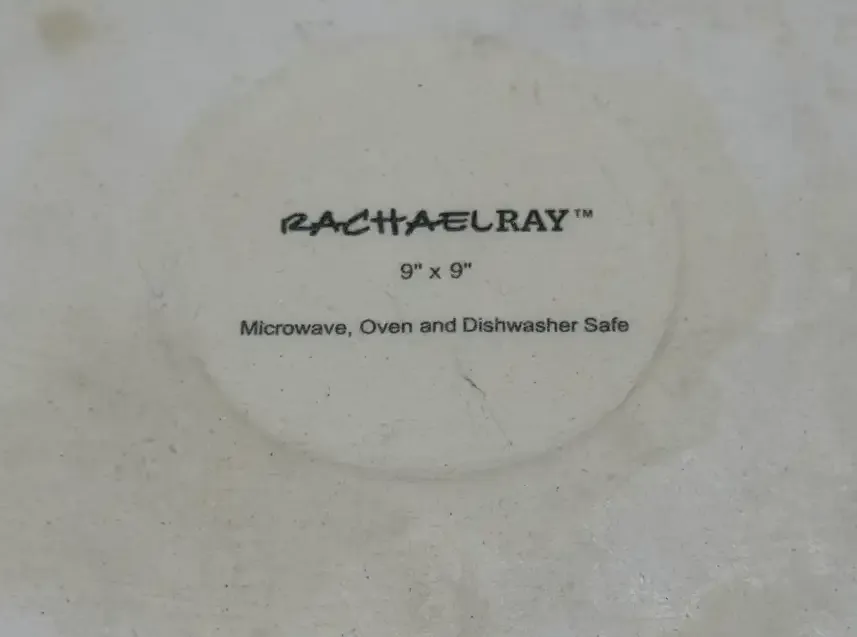 RACHAELRAY™
9" x 9"
Microwave, Oven and Dishwasher Safe